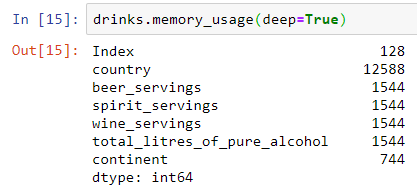 In [15]: drinks.memory_usage(deep=True)
Out[15]: Index 128
country 12588
beer_servings 1544
spirit_servings 1544
wine_servings 1544
total_litres_of_pure_alcohol 1544
continent 744
dtype: int64